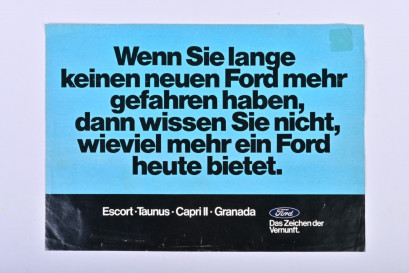 Wenn Sie lange
keinen neuen Ford mehr
gefahren haben,
dann wissen Sie nicht,
wieviel mehr ein Ford
heute bietet.
Escort · Taunus · Capri II · Granada
Ford
Das Zeichen der
Vernunft.